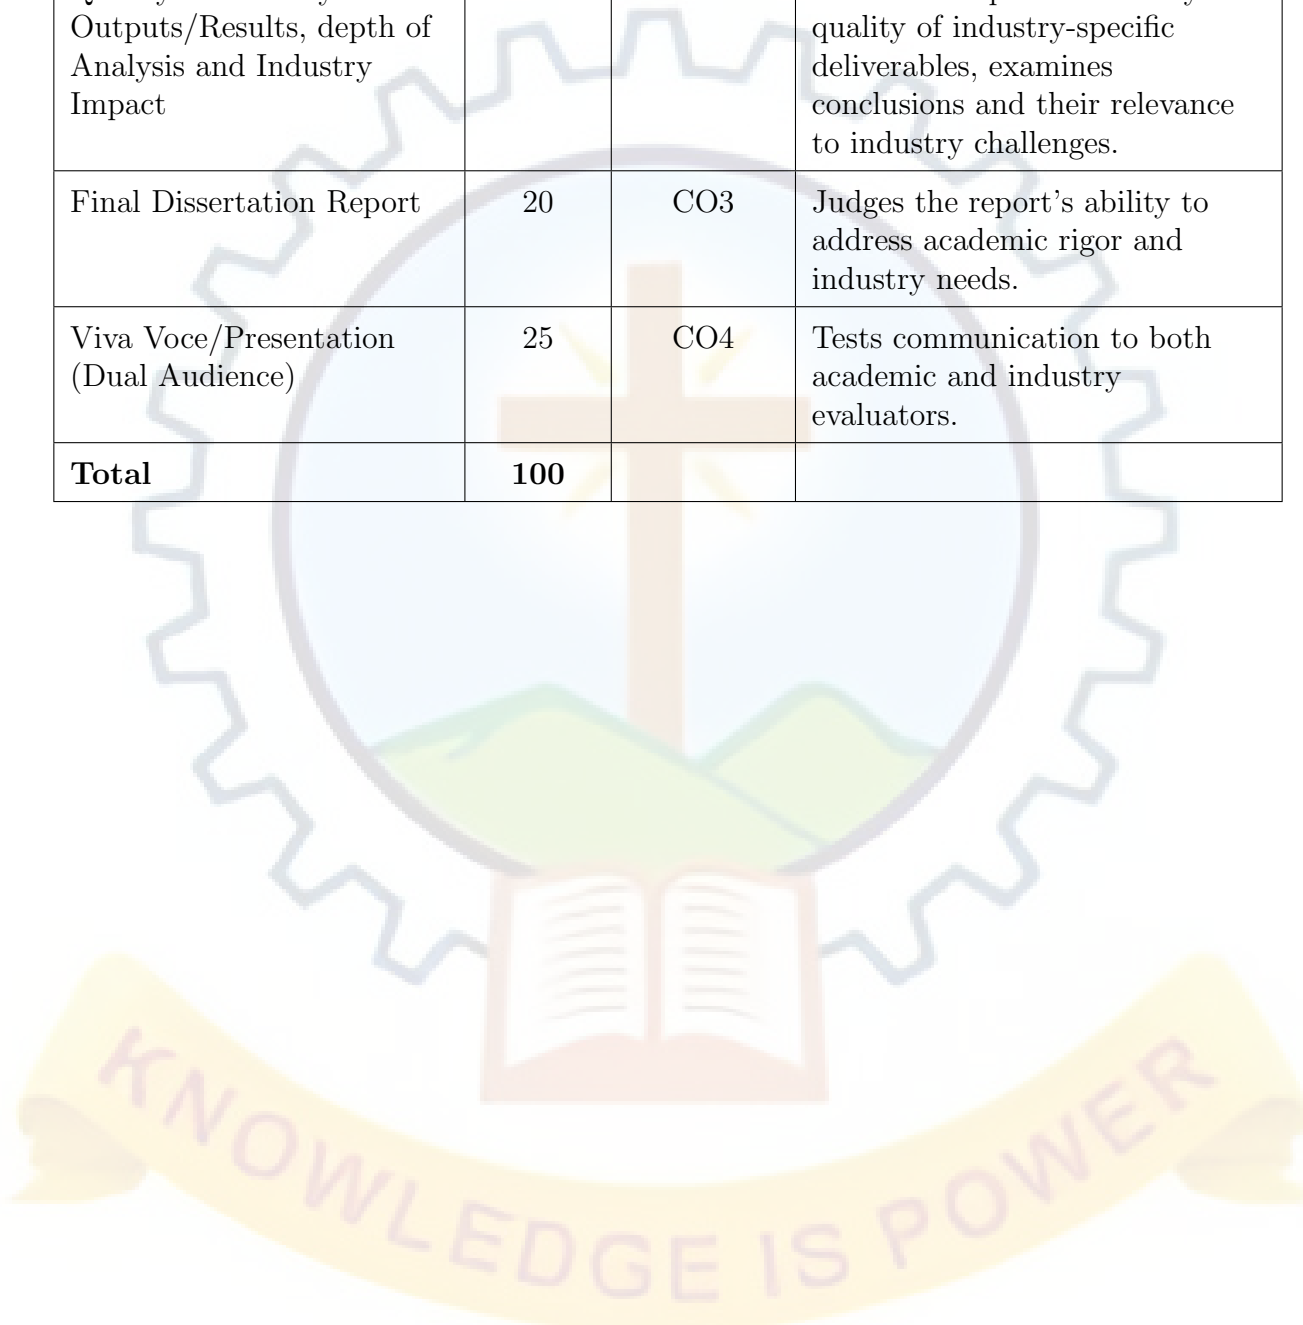 Outputs/Results, depth of
Analysis and Industry
Impact
quality of industry-specific
deliverables, examines
conclusions and their relevance
to industry challenges.
Final Dissertation Report
20
CO3
Judges the report's ability to
address academic rigor and
industry needs.
Viva Voce/Presentation
(Dual Audience)
25
CO4
Tests communication to both
academic and industry
evaluators.
Total
100
KNOWLEDGE IS POWER